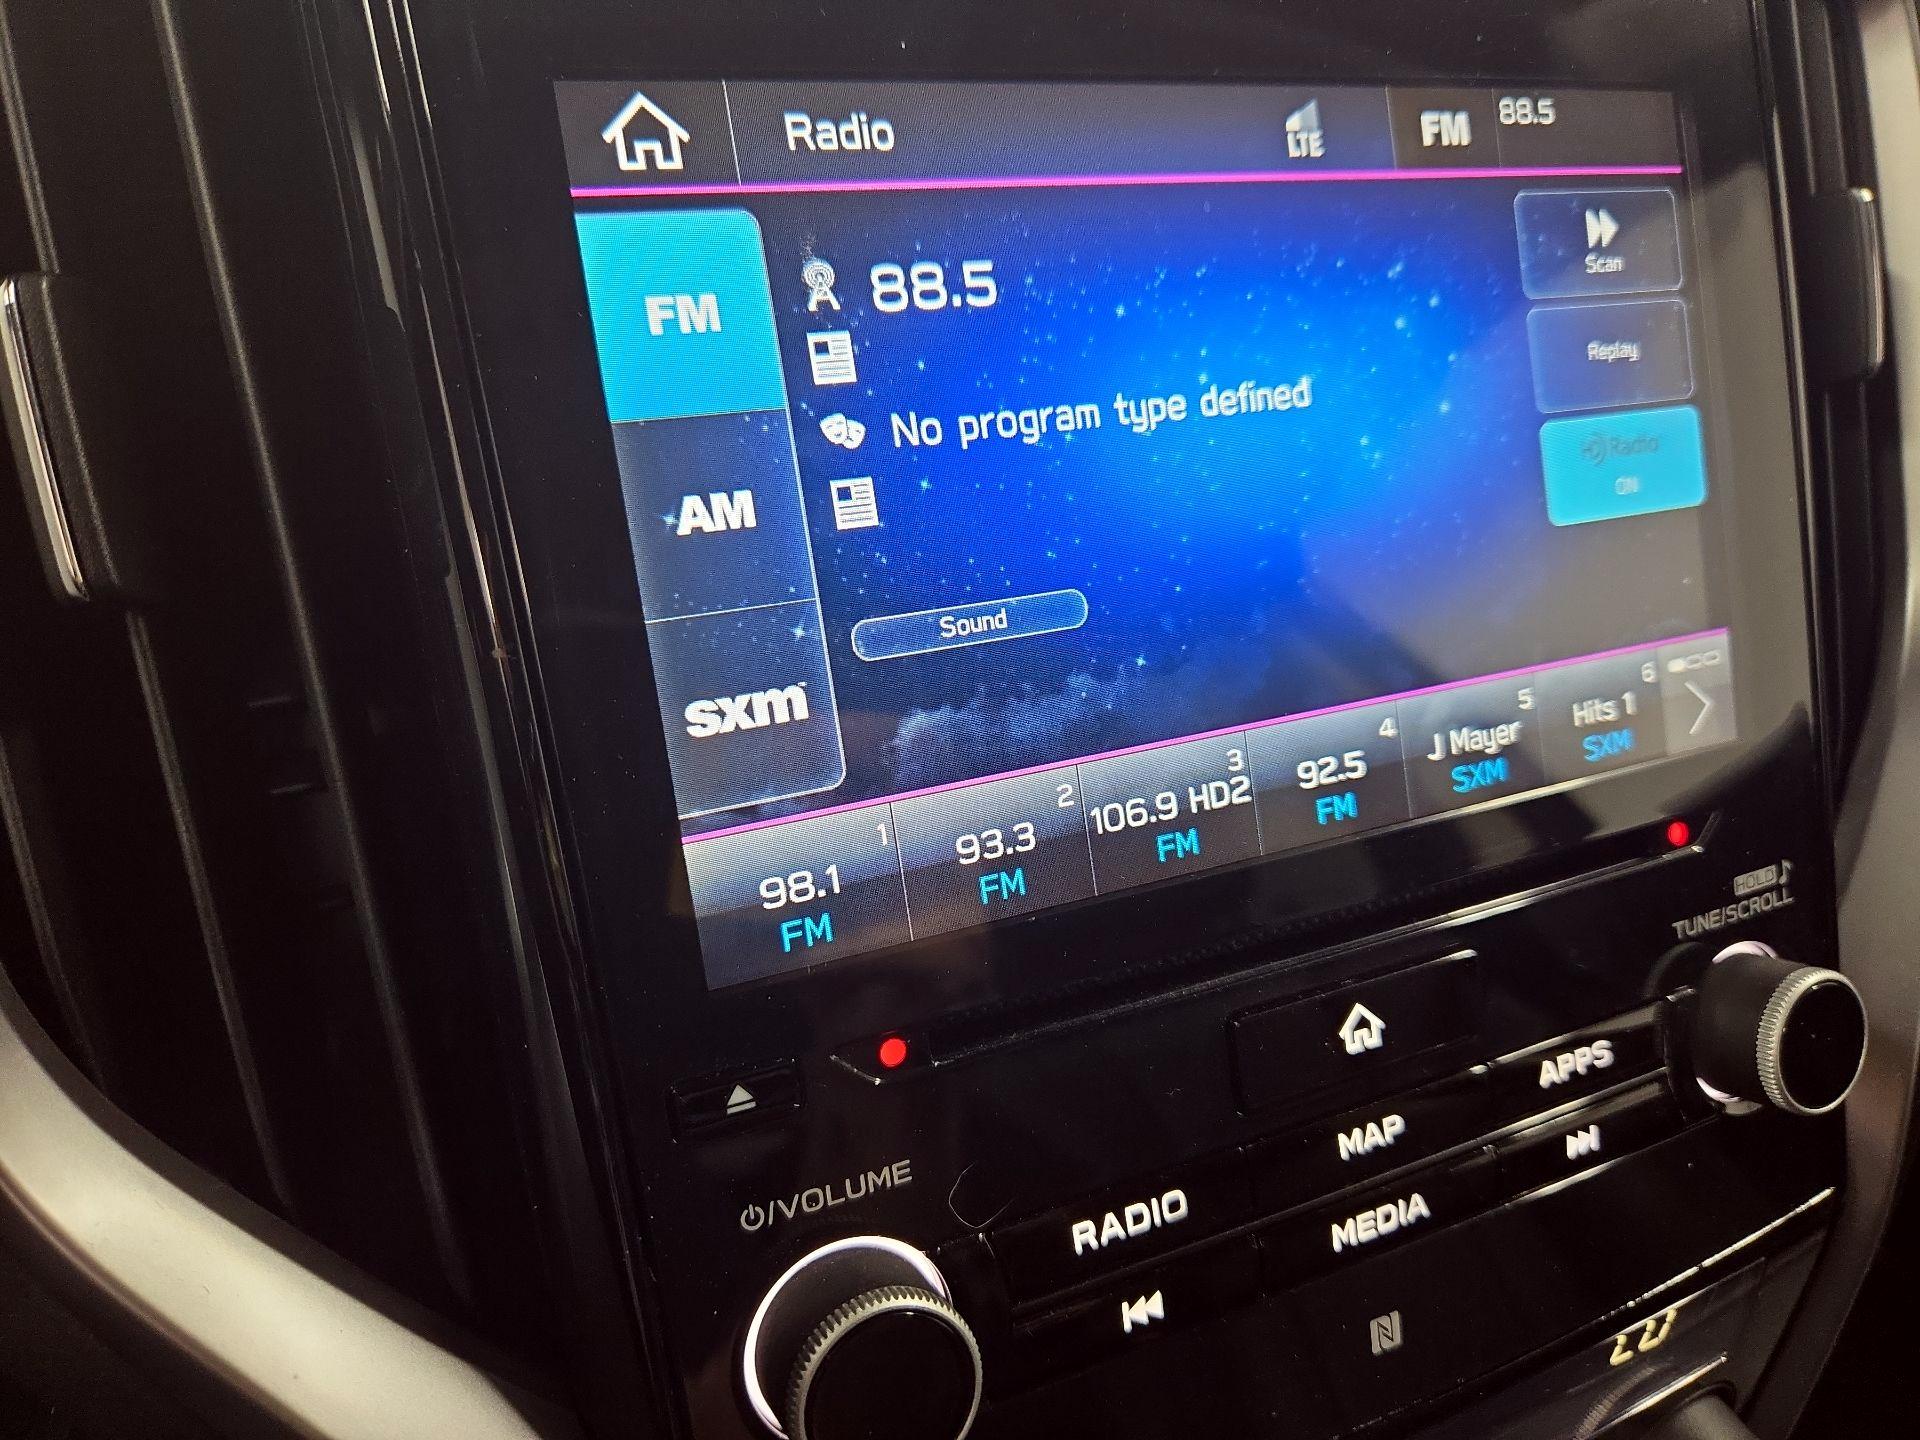 Radio
LTE
FM
88.5
FM
88.5
Scan
Replay
No program type defined
HD Radio
ON
AM
Sound
sxm
98.1
1
FM
93.3
2
FM
106.9 HD2
3
FM
92.5
4
FM
J Mayer
5
SXM
Hits 1
6
SXM
HOLD
TUNE/SCROLL
APPS
MAP
/VOLUME
RADIO
MEDIA